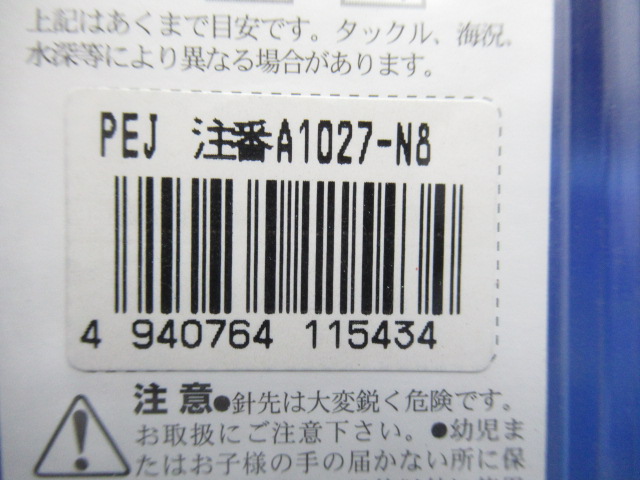 上記はあくまで目安です。タックル、海況、
水深等により異なる場合があります。
PEJ 注番A1027-N8
4 940764 115434
注意●針先は大変鋭く危険です。
お取扱にご注意下さい。●幼児ま
たはお子様の手の届かない所に保